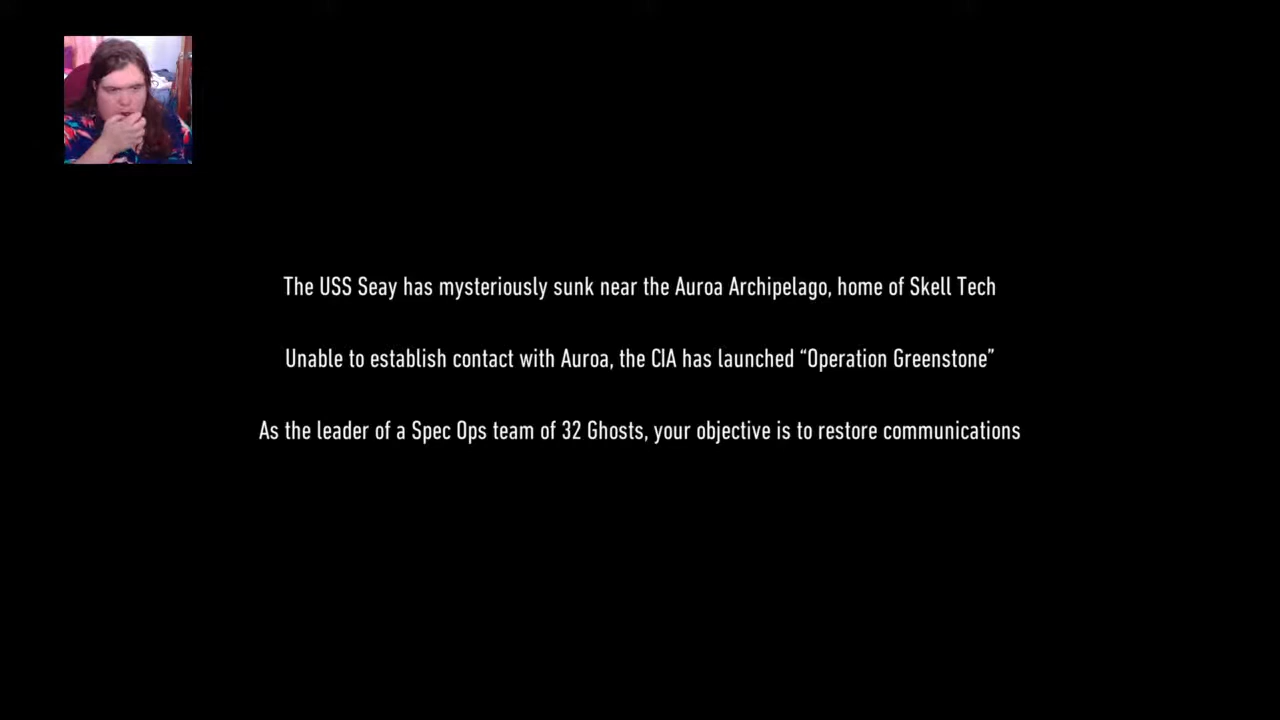 The USS Seay has mysteriously sunk near the Auroa Archipelago, home of Skell Tech
Unable to establish contact with Auroa, the CIA has launched “Operation Greenstone”
As the leader of a Spec Ops team of 32 Ghosts, your objective is to restore communications